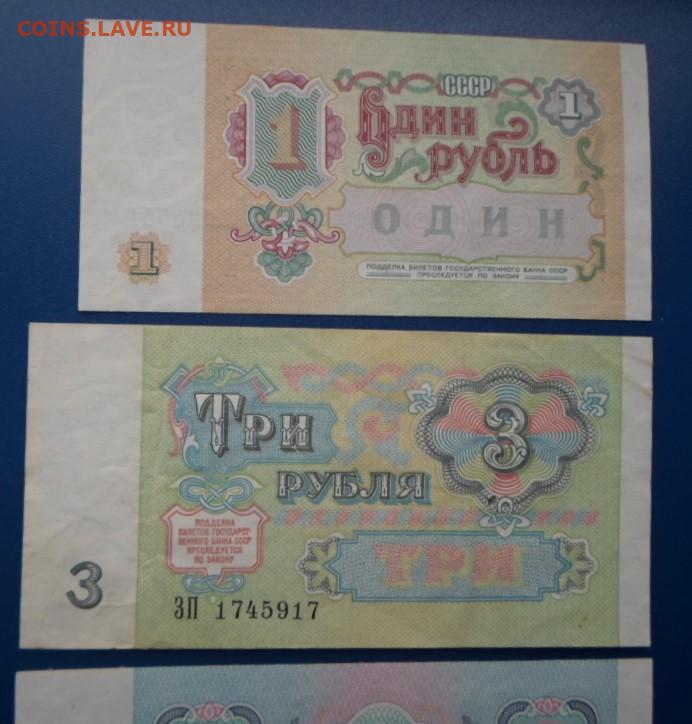 COINS.LAVE.RU
СССР
1
1
Один
рубль
ОДИН
1
ПОДДЕЛКА БИЛЕТОВ ГОСУДАРСТВЕННОГО БАНКА СССР
ПРЕСЛЕДУЕТСЯ ПО ЗАКОНУ
Три
3
РУБЛЯ
ПОДДЕЛКА
БИЛЕТОВ ГОСУДАРСТ-
ВЕННОГО БАНКА СССР
ПРЕСЛЕДУЕТСЯ
ПО ЗАКОНУ
ТРИ
3
ЗП 1745917